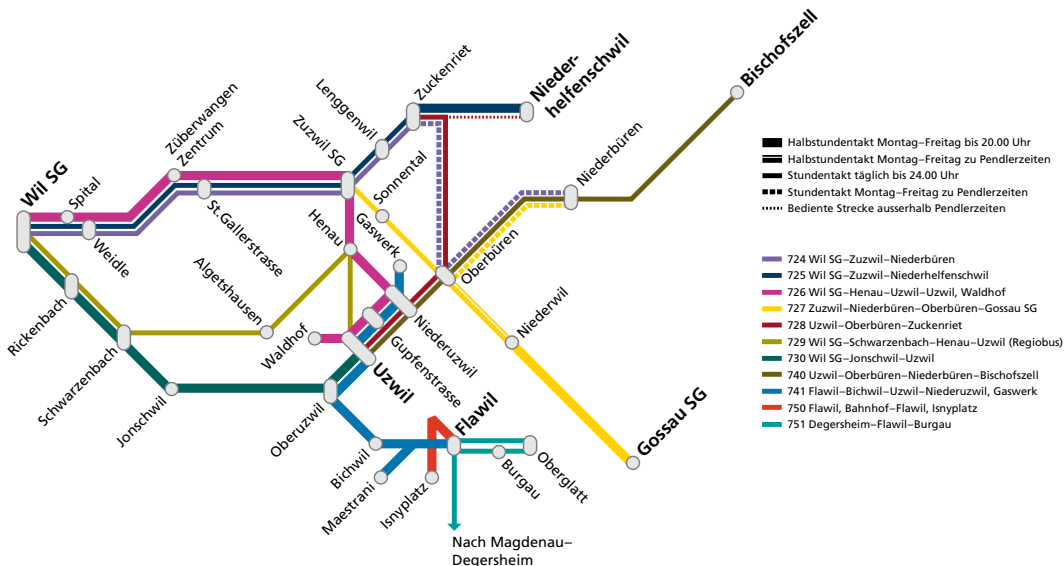 Bischofszell
Nieder-
helfenschwil
Zuckenriet
Lenggenwil
Züberwangen
Zentrum
Zuzwil SG
Sonnental
Niederbüren
Wil SG
Spital
Weidle
St.Gallerstrasse
Henau
Gaswerk
Oberbüren
Rickenbach
Algetshausen
Niederwil
Schwarzenbach
Waldhof
Niederuzwil
Gupfenstrasse
Uzwil
Jonschwil
Oberuzwil
Flawil
Gossau SG
Bichwil
Maestrani
Isnyplatz
Burgau
Oberglatt
Nach Magdenau–
Degersheim
Halbstundentakt Montag–Freitag bis 20.00 Uhr
Halbstundentakt Montag–Freitag zu Pendlerzeiten
Stundentakt täglich bis 24.00 Uhr
Stundentakt Montag–Freitag zu Pendlerzeiten
Bediente Strecke ausserhalb Pendlerzeiten
724 Wil SG–Zuzwil–Niederbüren
725 Wil SG–Zuzwil–Niederhelfenschwil
726 Wil SG–Henau–Uzwil–Uzwil, Waldhof
727 Zuzwil–Niederbüren–Oberbüren–Gossau SG
728 Uzwil–Oberbüren–Zuckenriet
729 Wil SG–Schwarzenbach–Henau–Uzwil (Regiobus)
730 Wil SG–Jonschwil–Uzwil
740 Uzwil–Oberbüren–Niederbüren–Bischofszell
741 Flawil–Bichwil–Uzwil–Niederuzwil, Gaswerk
750 Flawil, Bahnhof–Flawil, Isnyplatz
751 Degersheim–Flawil–Burgau